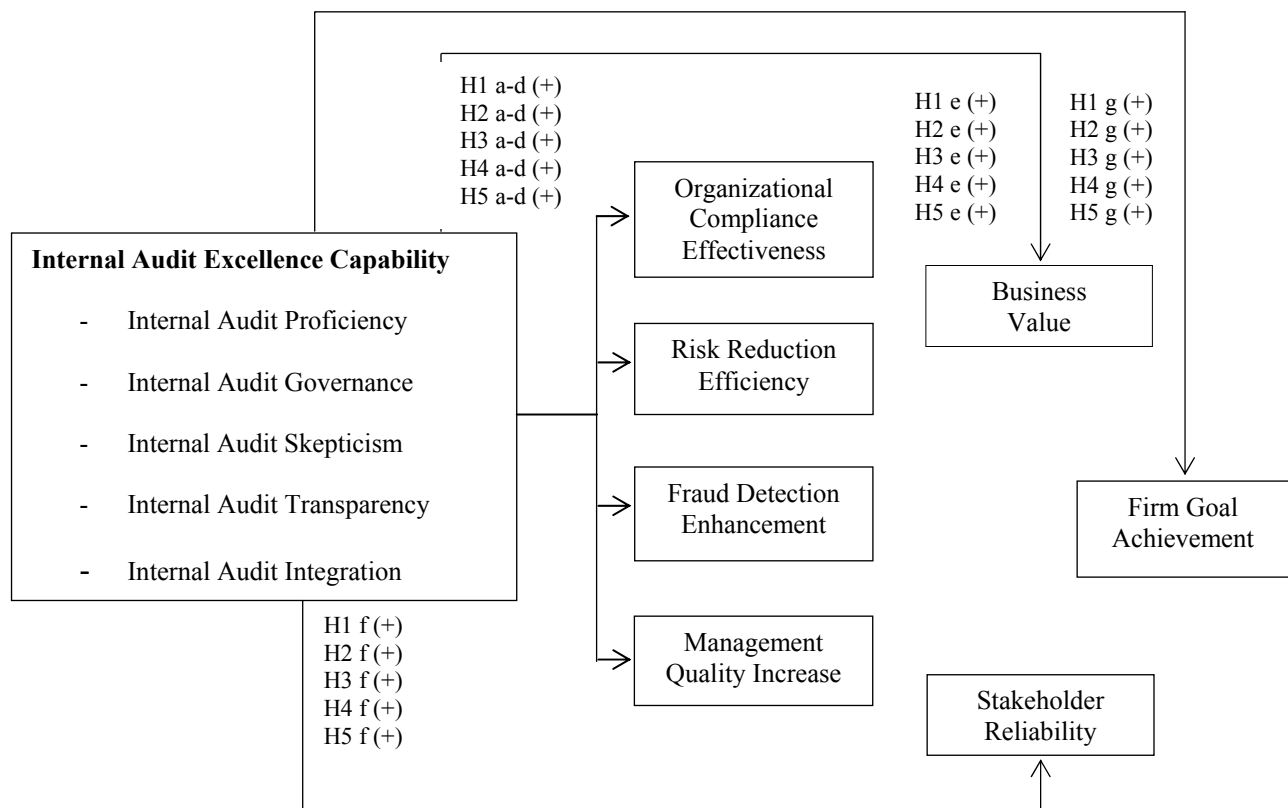 H1 a-d (+)
H2 a-d (+)
H3 a-d (+)
H4 a-d (+)
H5 a-d (+)
H1 e (+)
H2 e (+)
H3 e (+)
H4 e (+)
H5 e (+)
H1 g (+)
H2 g (+)
H3 g (+)
H4 g (+)
H5 g (+)
Internal Audit Excellence Capability
- Internal Audit Proficiency
- Internal Audit Governance
- Internal Audit Skepticism
- Internal Audit Transparency
- Internal Audit Integration
Organizational
Compliance
Effectiveness
Risk Reduction
Efficiency
Fraud Detection
Enhancement
Management
Quality Increase
Business
Value
Firm Goal
Achievement
Stakeholder
Reliability
H1 f (+)
H2 f (+)
H3 f (+)
H4 f (+)
H5 f (+)